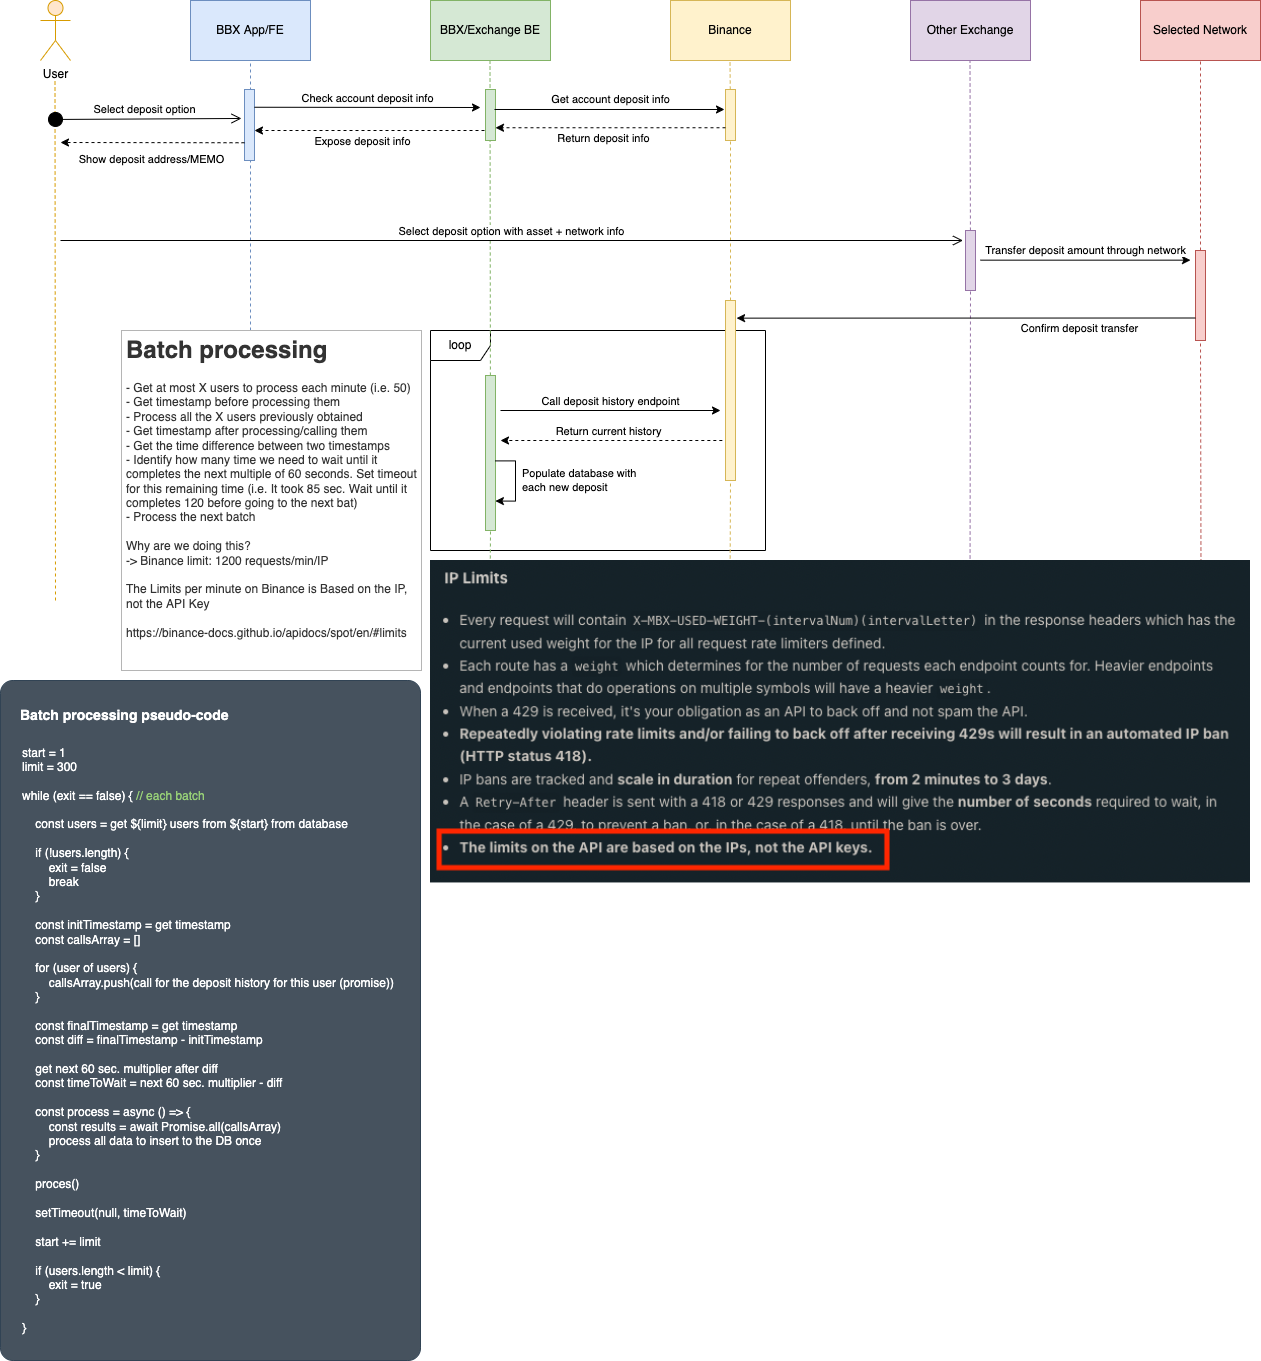 User
BBX App/FE
BBX/Exchange BE
Binance
Other Exchange
Selected Network
Select deposit option
Check account deposit info
Get account deposit info
Expose deposit info
Return deposit info
Show deposit address/MEMO
Select deposit option with asset + network info
Transfer deposit amount through network
Confirm deposit transfer
loop
Call deposit history endpoint
Return current history
Populate database with
each new deposit
Batch processing
- Get at most X users to process each minute (i.e. 50)
- Get timestamp before processing them
- Process all the X users previously obtained
- Get timestamp after processing/calling them
- Get the time difference between two timestamps
- Identify how many time we need to wait until it
completes the next multiple of 60 seconds. Set timeout
for this remaining time (i.e. It took 85 sec. Wait until it
completes 120 before going to the next bat)
- Process the next batch
Why are we doing this?
-> Binance limit: 1200 requests/min/IP
The Limits per minute on Binance is Based on the IP,
not the API Key
https://binance-docs.github.io/apidocs/spot/en/#limits
IP Limits
• Every request will contain X-MBX-USED-WEIGHT-(intervalNum)(intervalLetter) in the response headers which has the
current used weight for the IP for all request rate limiters defined.
• Each route has a weight which determines for the number of requests each endpoint counts for. Heavier endpoints
and endpoints that do operations on multiple symbols will have a heavier weight.
• When a 429 is received, it's your obligation as an API to back off and not spam the API.
• Repeatedly violating rate limits and/or failing to back off after receiving 429s will result in an automated IP ban
(HTTP status 418).
• IP bans are tracked and scale in duration for repeat offenders, from 2 minutes to 3 days.
• A Retry-After header is sent with a 418 or 429 responses and will give the number of seconds required to wait, in
the case of a 429, to prevent a ban, or, in the case of a 418, until the ban is over.
• The limits on the API are based on the IPs, not the API keys.
Batch processing pseudo-code
start = 1
limit = 300
while (exit == false) { // each batch
const users = get ${limit} users from ${start} from database
if (!users.length) {
exit = false
break
}
const initTimestamp = get timestamp
const callsArray = []
for (user of users) {
callsArray.push(call for the deposit history for this user (promise))
}
const finalTimestamp = get timestamp
const diff = finalTimestamp - initTimestamp
get next 60 sec. multiplier after diff
const timeToWait = next 60 sec. multiplier - diff
const process = async () => {
const results = await Promise.all(callsArray)
process all data to insert to the DB once
}
proces()
setTimeout(null, timeToWait)
start += limit
if (users.length < limit) {
exit = true
}
}